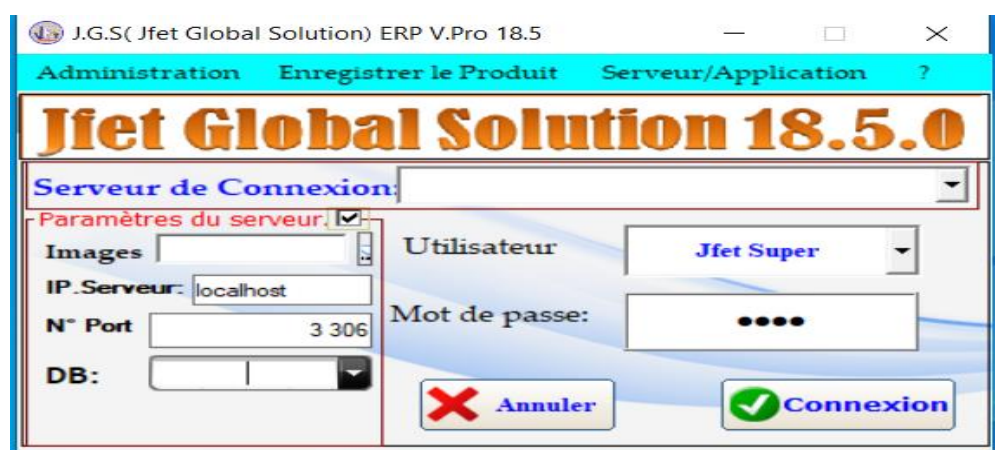 J.G.S( Jfet Global Solution) ERP V.Pro 18.5
Administration Enregistrer le Produit Serveur/Application ?
Jfet Global Solution 18.5.0
Serveur de Connexion:
Paramètres du serveur.
Images
IP.Serveur: localhost
N° Port 3 306
DB:
Utilisateur Jfet Super
Mot de passe: ••••
Annuler Connexion